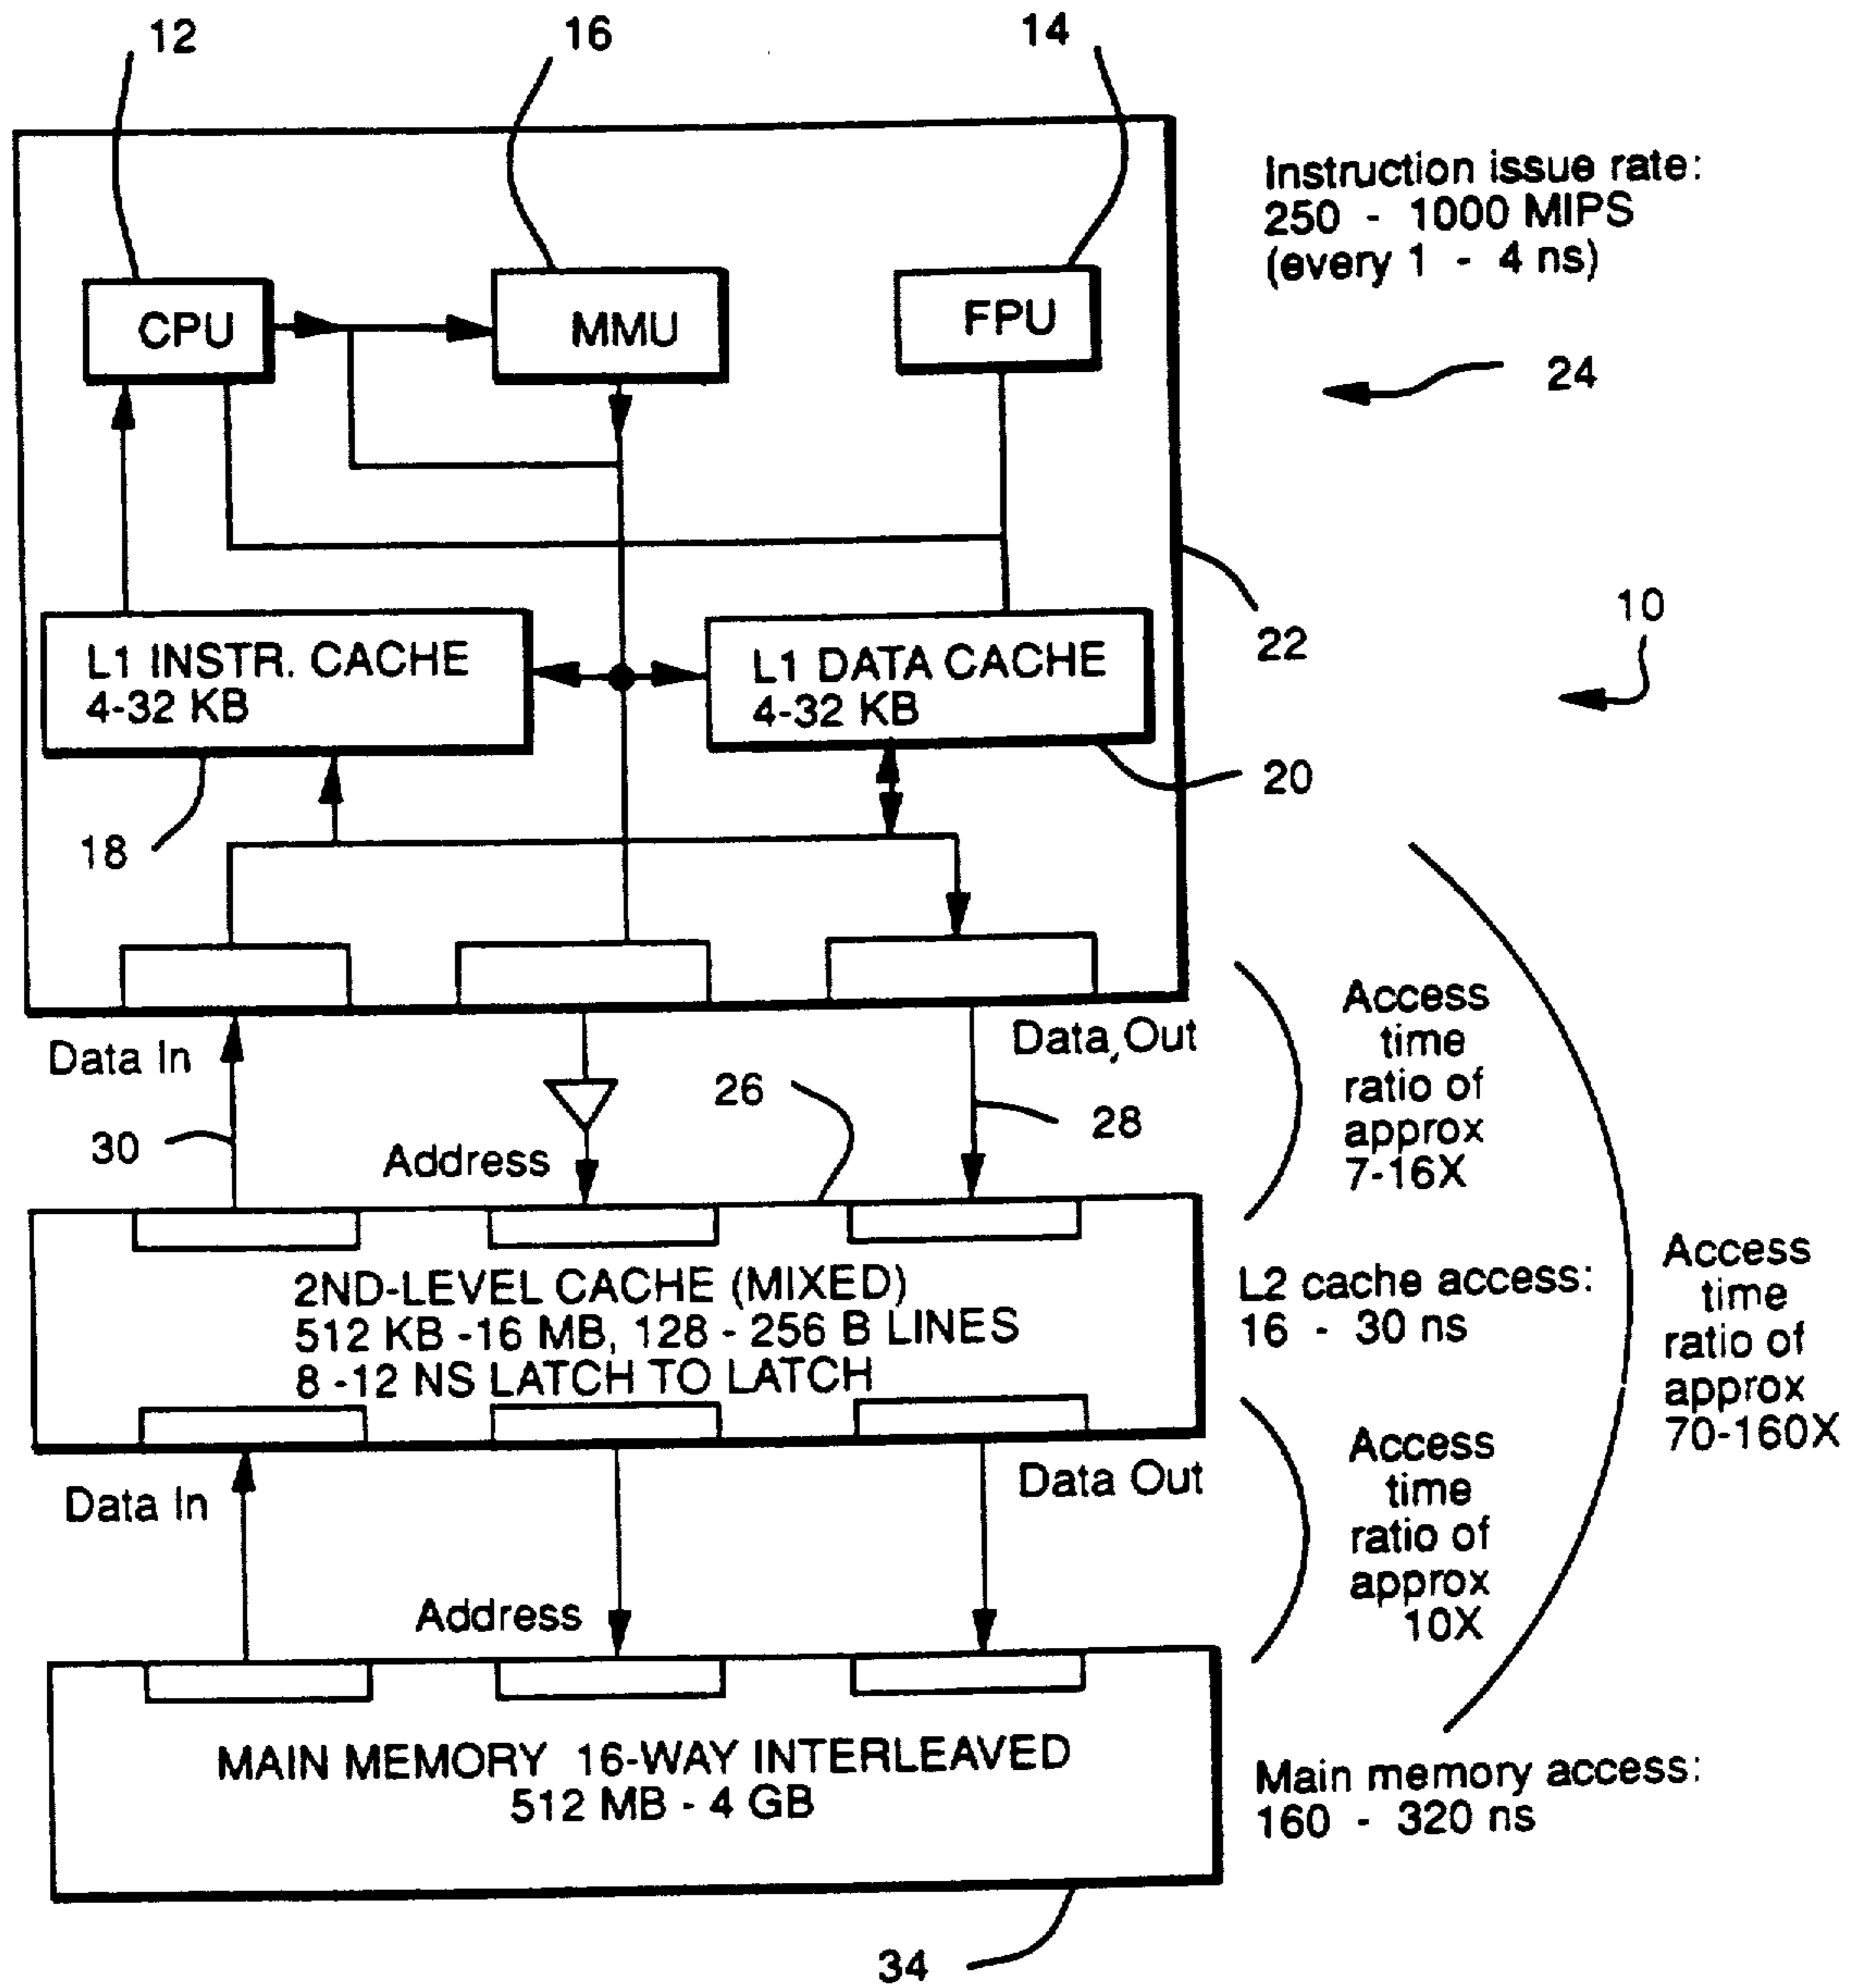 12
16
14
Instruction issue rate:
250 - 1000 MIPS
(every 1 - 4 ns)
CPU
MMU
FPU
24
10
22
L1 INSTR. CACHE
4-32 KB
L1 DATA CACHE
4-32 KB
20
18
Data In
Data Out
26
28
30
Address
Access
time
ratio of
approx
7-16X
2ND-LEVEL CACHE (MIXED)
512 KB -16 MB, 128 - 256 B LINES
8 -12 NS LATCH TO LATCH
L2 cache access:
16 - 30 ns
Access
time
ratio of
approx
70-160X
Data In
Data Out
Address
Access
time
ratio of
approx
10X
MAIN MEMORY 16-WAY INTERLEAVED
512 MB - 4 GB
Main memory access:
160 - 320 ns
34